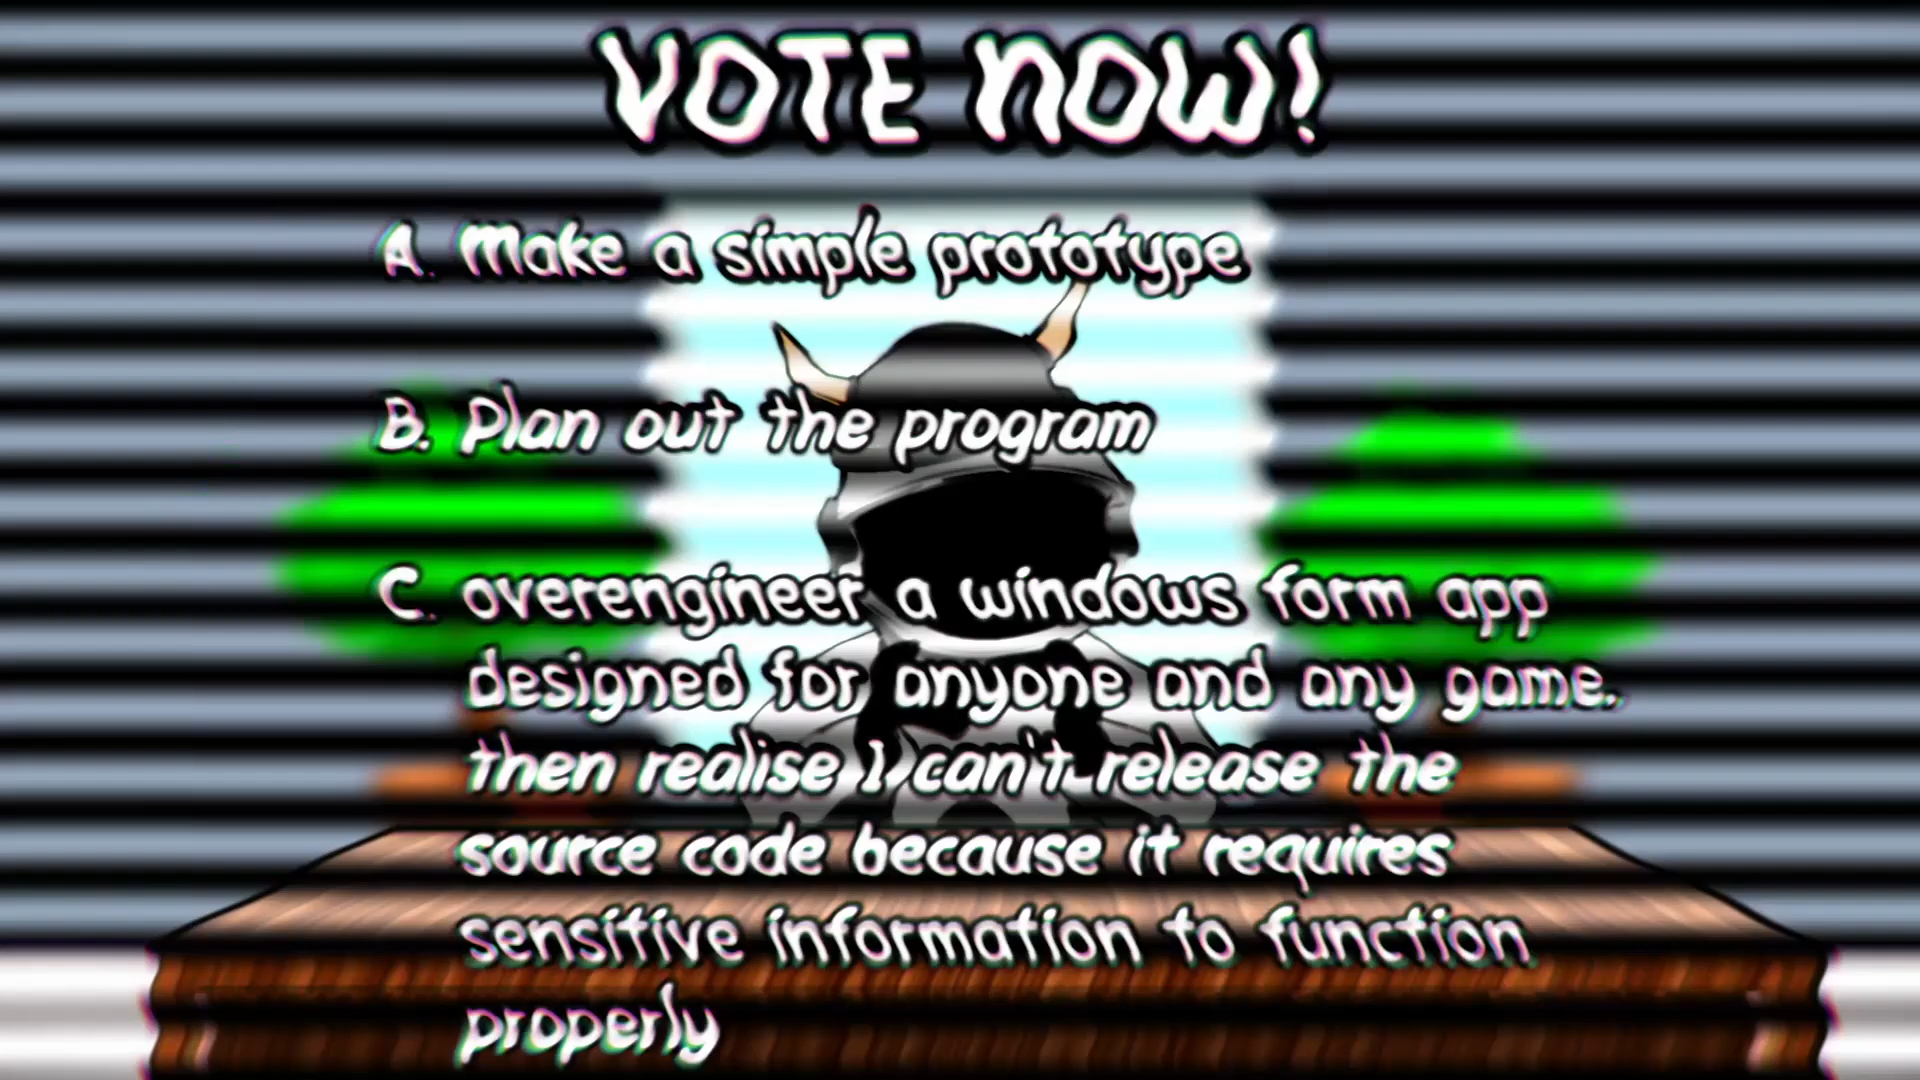 VOTE NOW!
A. Make a simple prototype
B. Plan out the program
C. overengineer a windows form app
designed for anyone and any game.
then realise I can't release the
source code because it requires
sensitive information to function
properly